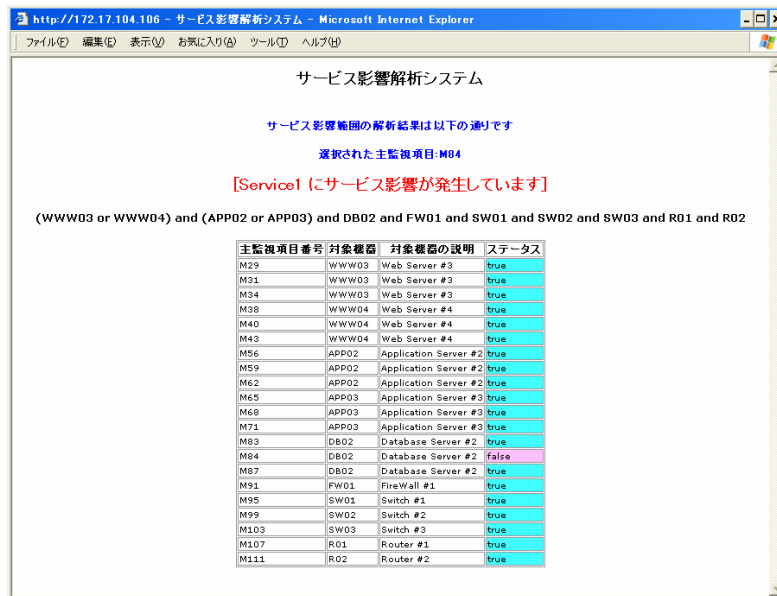 http://172.17.104.106 - サービス影響解析システム - Microsoft Internet Explorer
ファイル(F) 編集(E) 表示(V) お気に入り(A) ツール(T) ヘルプ(H)
サービス影響解析システム
サービス影響範囲の解析結果は以下の通りです
選択された主監視項目:M84
[Service1 にサービス影響が発生しています]
(WWW03 or WWW04) and (APP02 or APP03) and DB02 and FW01 and SW01 and SW02 and SW03 and R01 and R02
主監視項目番号 対象機器 対象機器の説明 ステータス
M29 WWW03 Web Server #3 true
M31 WWW03 Web Server #3 true
M34 WWW03 Web Server #3 true
M38 WWW04 Web Server #4 true
M40 WWW04 Web Server #4 true
M43 WWW04 Web Server #4 true
M56 APP02 Application Server #2 true
M59 APP02 Application Server #2 true
M62 APP02 Application Server #2 true
M65 APP03 Application Server #3 true
M68 APP03 Application Server #3 true
M71 APP03 Application Server #3 true
M83 DB02 Database Server #2 true
M84 DB02 Database Server #2 false
M87 DB02 Database Server #2 true
M91 FW01 FireWall #1 true
M95 SW01 Switch #1 true
M99 SW02 Switch #2 true
M103 SW03 Switch #3 true
M107 R01 Router #1 true
M111 R02 Router #2 true